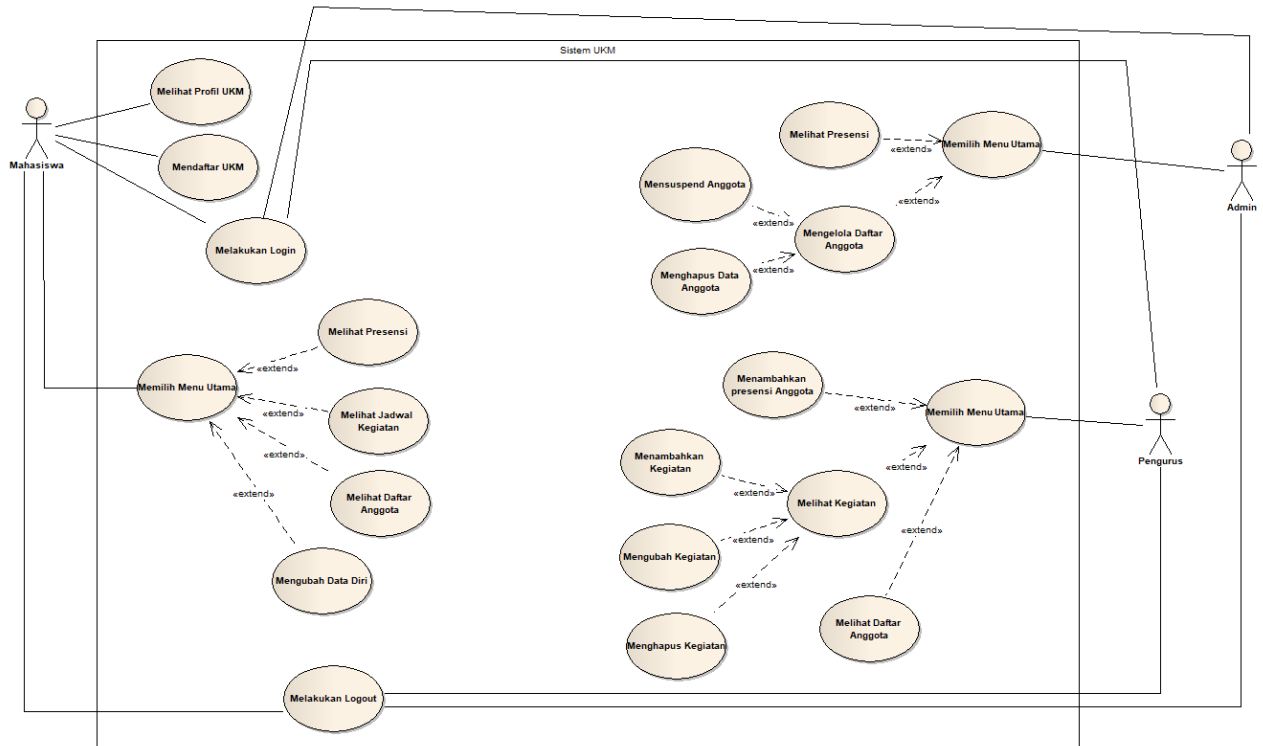 Sistem UKM
Melihat Profil UKM
Mahasiswa
Mendaftar UKM
Melakukan Login
Melihat Presensi
«extend»
Memilih Menu Utama
Admin
Mensuspend Anggota
«extend»
«extend»
Mengelola Daftar
Anggota
Menghapus Data
Anggota
«extend»
Melihat Presensi
«extend»
Memilih Menu Utama
Melihat Jadwal
Kegiatan
«extend»
«extend»
Melihat Daftar
Anggota
«extend»
Mengubah Data Diri
Menambahkan
presensi Anggota
«extend»
Memilih Menu Utama
Pengurus
Menambahkan
Kegiatan
«extend»
«extend»
Melihat Kegiatan
Mengubah Kegiatan
«extend»
«extend»
«extend»
Menghapus Kegiatan
Melihat Daftar
Anggota
Melakukan Logout